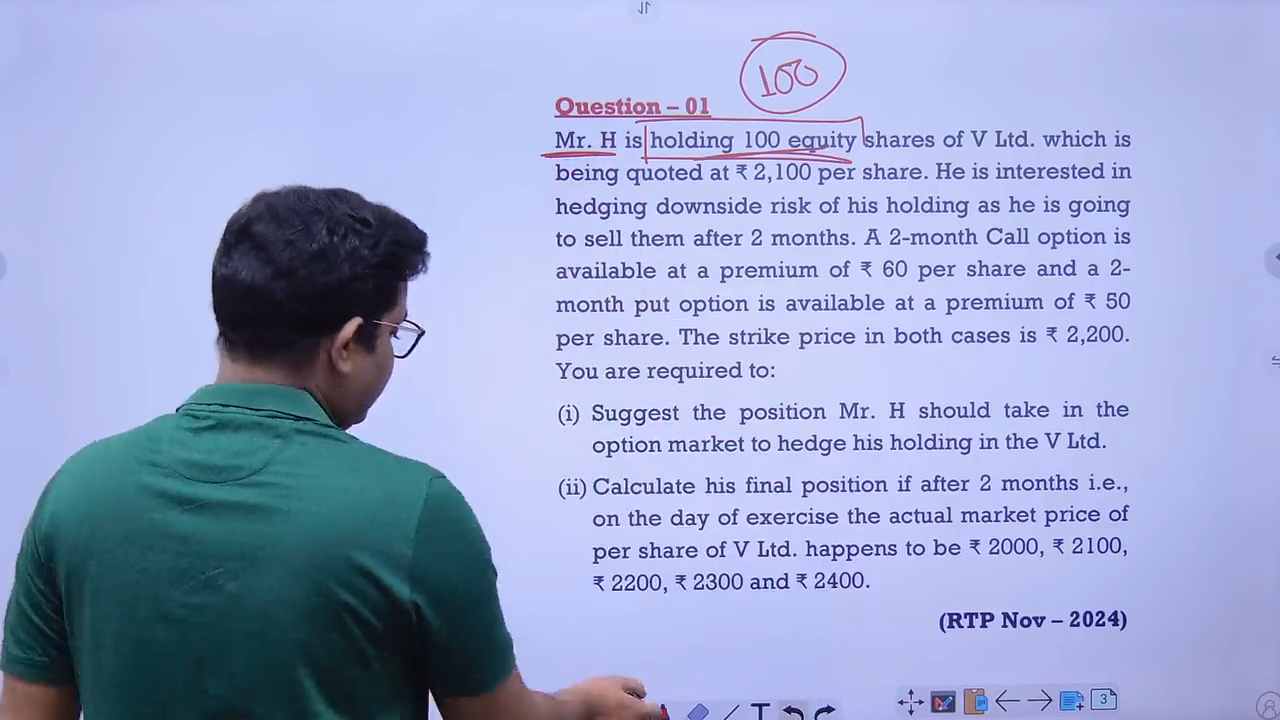 100
Question – 01
Mr. H is holding 100 equity shares of V Ltd. which is
being quoted at ₹ 2,100 per share. He is interested in
hedging downside risk of his holding as he is going
to sell them after 2 months. A 2-month Call option is
available at a premium of ₹ 60 per share and a 2-
month put option is available at a premium of ₹ 50
per share. The strike price in both cases is ₹ 2,200.
You are required to:
(i) Suggest the position Mr. H should take in the
option market to hedge his holding in the V Ltd.
(ii) Calculate his final position if after 2 months i.e.,
on the day of exercise the actual market price of
per share of V Ltd. happens to be ₹ 2000, ₹ 2100,
₹ 2200, ₹ 2300 and ₹ 2400.
(RTP Nov – 2024)
T
3